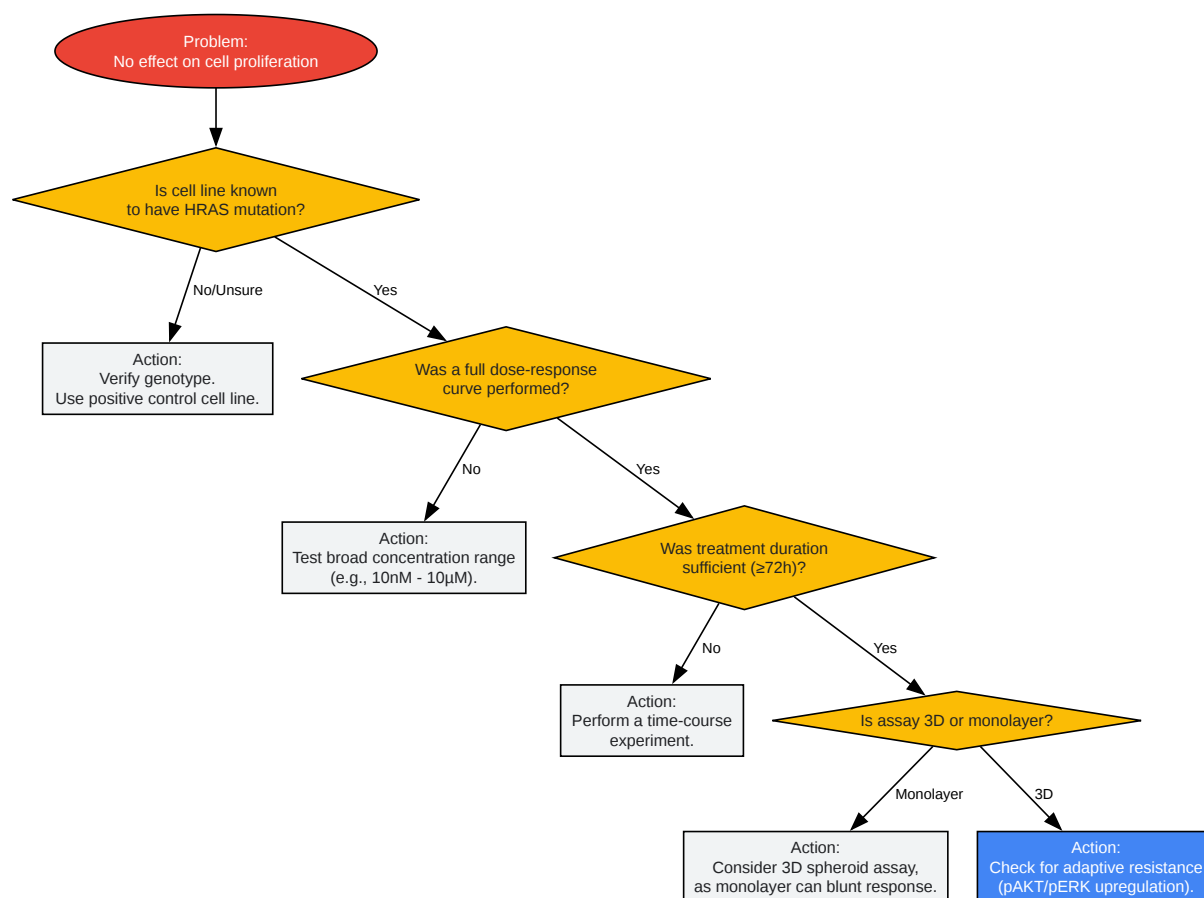 Problem:
No effect on cell proliferation
Is cell line known
to have HRAS mutation?
No/Unsure
Yes
Action:
Verify genotype.
Use positive control cell line.
Was a full dose-response
curve performed?
No
Yes
Action:
Test broad concentration range
(e.g., 10nM - 10µM).
Was treatment duration
sufficient (≥72h)?
No
Yes
Action:
Perform a time-course
experiment.
Is assay 3D or monolayer?
Monolayer
3D
Action:
Consider 3D spheroid assay,
as monolayer can blunt response.
Action:
Check for adaptive resistance
(pAKT/pERK upregulation).